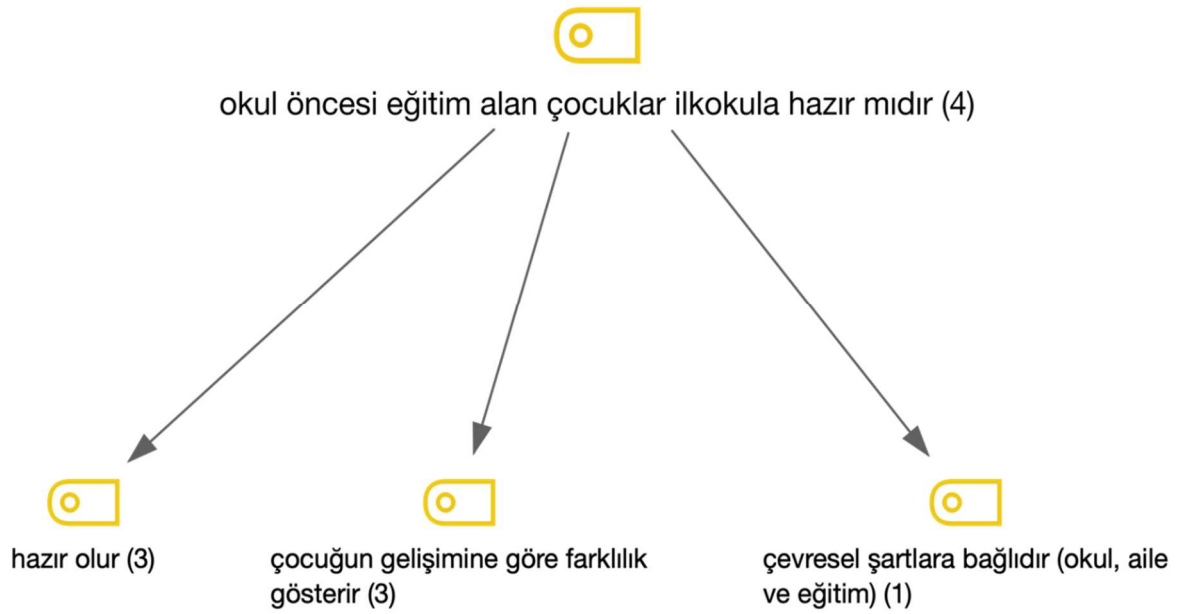 okul öncesi eğitim alan çocuklar ilkokula hazır mıdır (4)
hazır olur (3)
çocuğun gelişimine göre farklılık
gösterir (3)
çevresel şartlara bağlıdır (okul, aile
ve eğitim) (1)